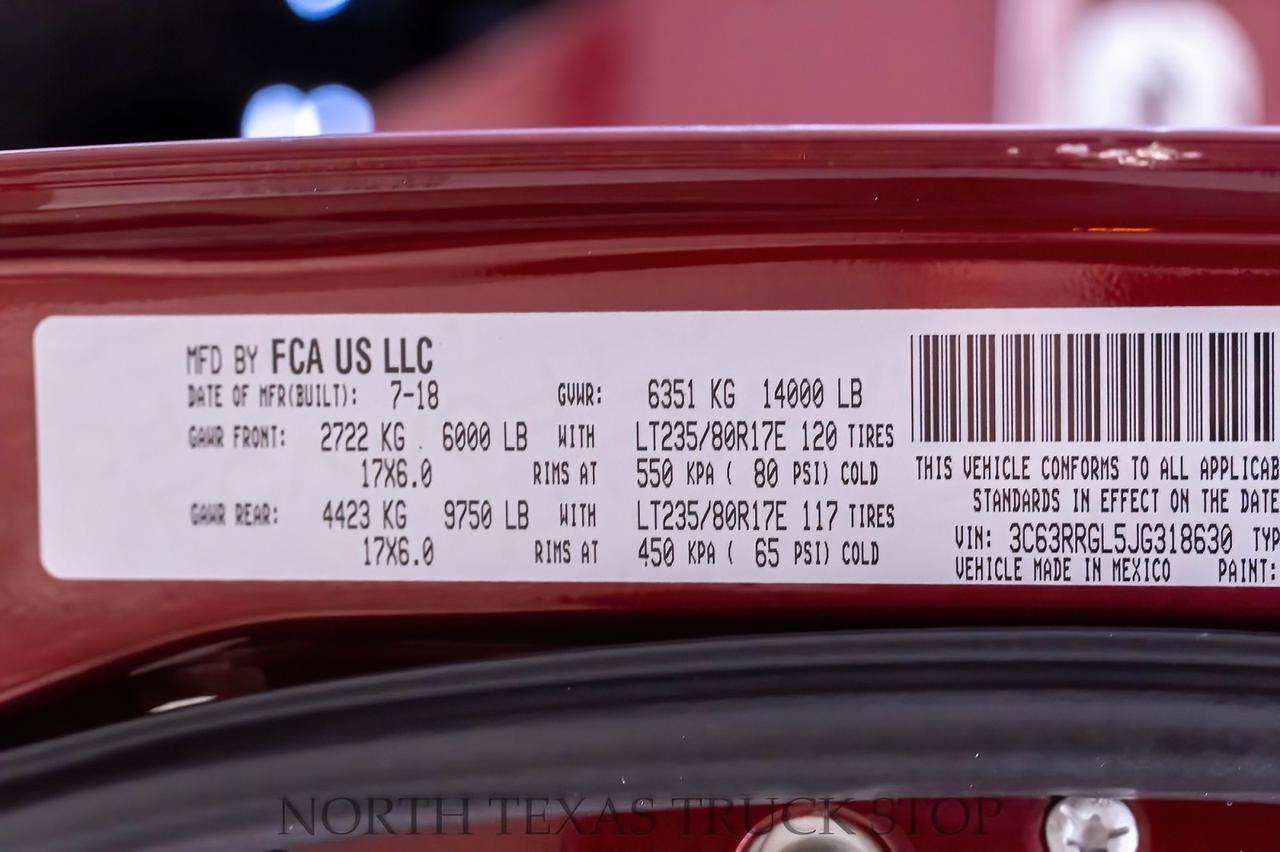 MFD BY FCA US LLC
DATE OF MFR(BUILT): 7-18 GVWR: 6351 KG 14000 LB
GAWR FRONT: 2722 KG . 6000 LB WITH LT235/80R17E 120 TIRES
17X6.0 RIMS AT 550 KPA ( 80 PSI) COLD
GAWR REAR: 4423 KG 9750 LB WITH LT235/80R17E 117 TIRES
17X6.0 RIMS AT 450 KPA ( 65 PSI) COLD
THIS VEHICLE CONFORMS TO ALL APPLICAB
STANDARDS IN EFFECT ON THE DATE
VIN: 3C63RRGL5JG318630 TYP
VEHICLE MADE IN MEXICO PAINT:
NORTH TEXAS TRUCK STOP